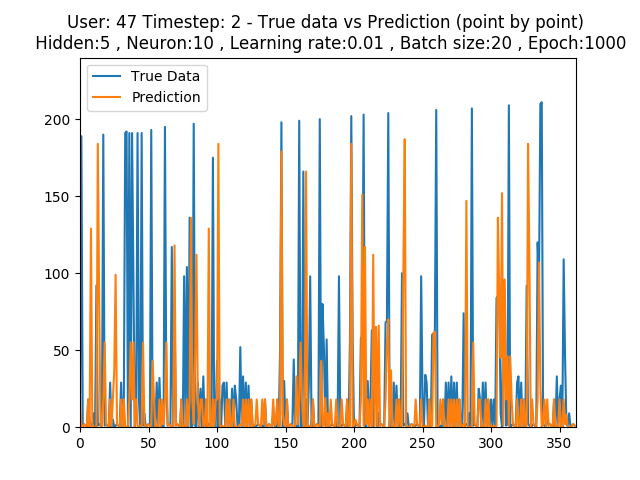 User: 47 Timestep: 2 - True data vs Prediction (point by point)
Hidden:5 , Neuron:10 , Learning rate:0.01 , Batch size:20 , Epoch:1000
True Data
Prediction
200
150
100
50
0
0 50 100 150 200 250 300 350